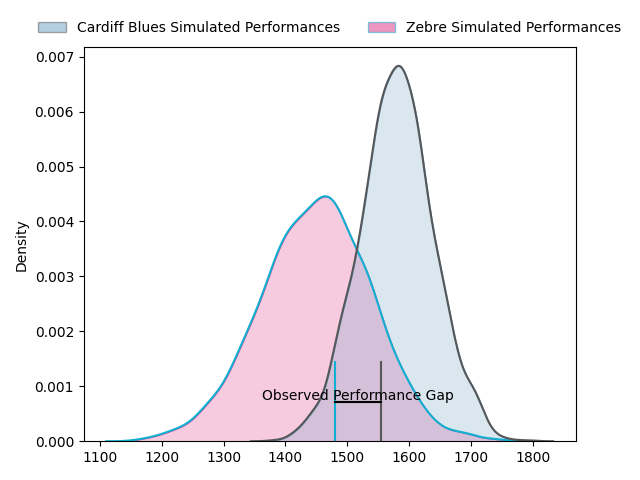 Cardiff Blues Simulated Performances Zebre Simulated Performances
0.007
0.006
0.005
0.004
0.003
0.002
0.001
0.000
Density
Observed Performance Gap
1100 1200 1300 1400 1500 1600 1700 1800